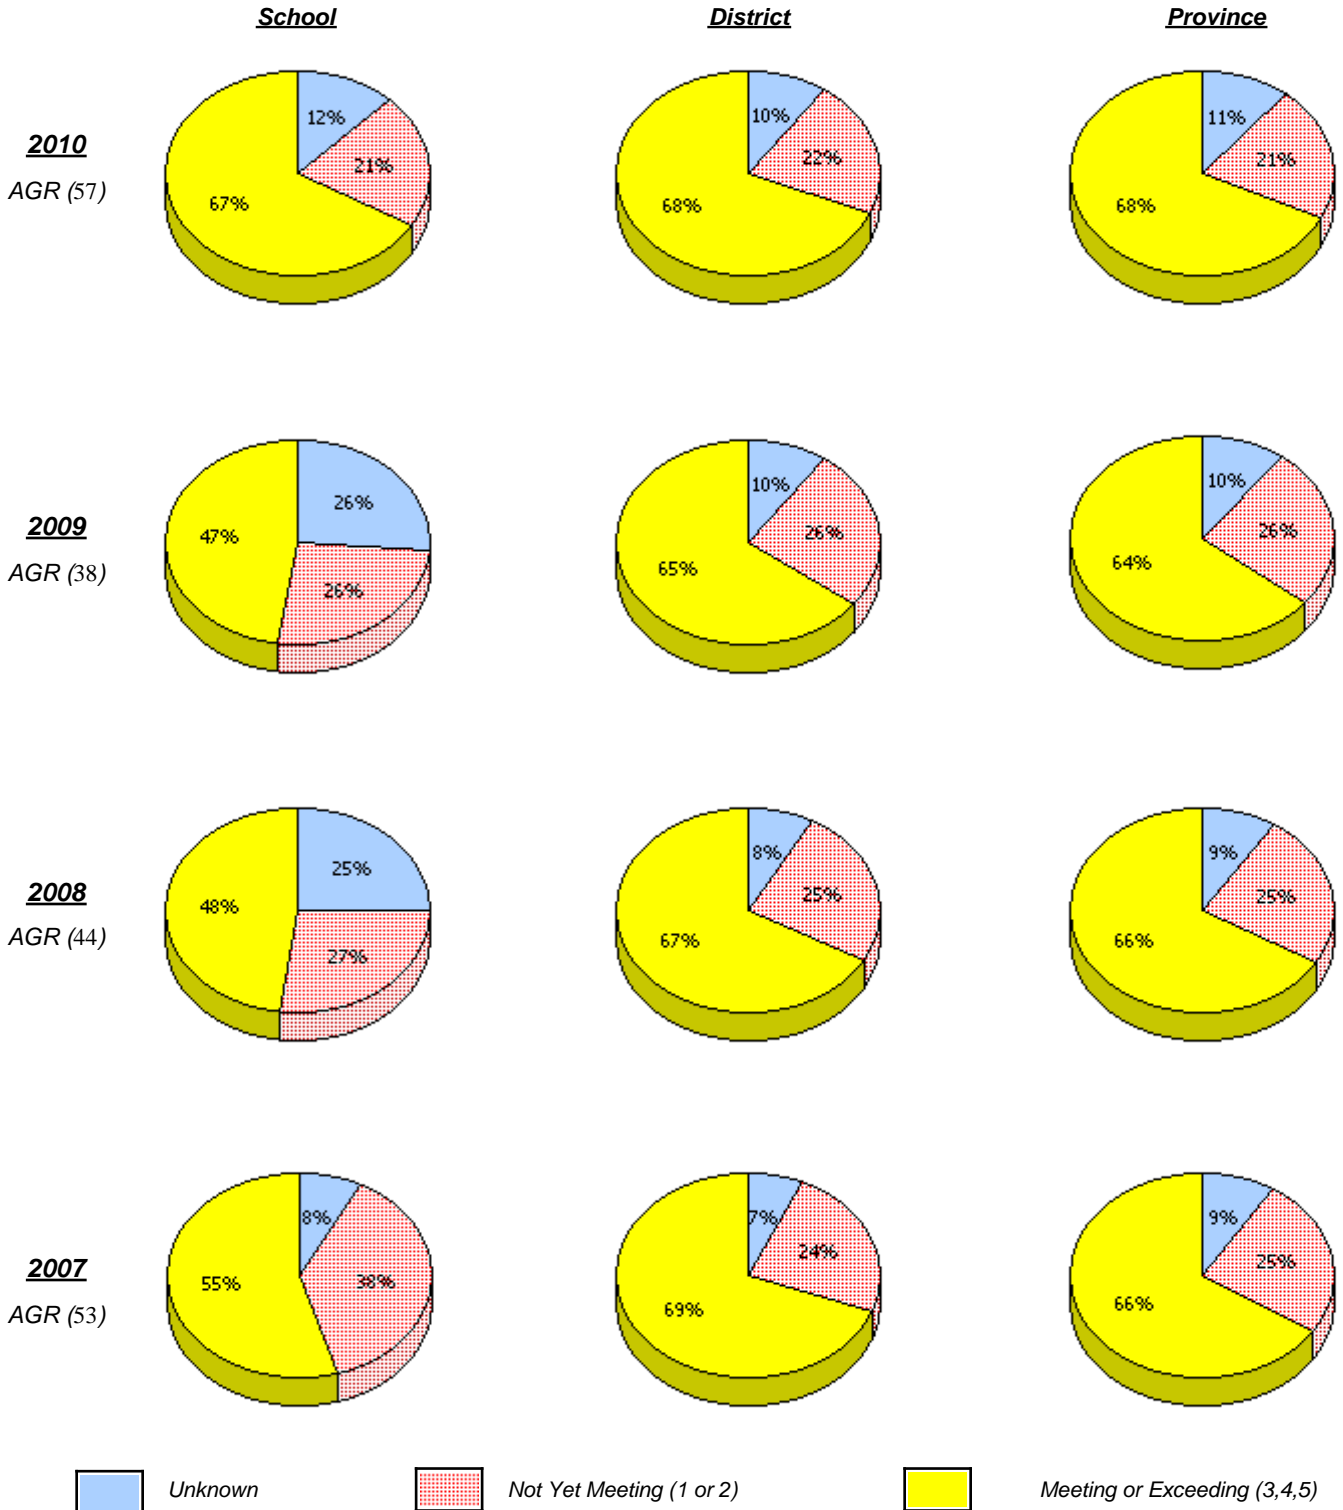 School District Province
12% 10% 11%
2010
21% 22% 21%
AGR (57)
67% 68% 68%
26% 10% 10%
2009
47% 26% 26%
65% 64%
AGR (38)
26%
25% 8% 9%
2008
48% 25% 25%
AGR (44)
27% 67% 66%
8% 7% 9%
2007
55% 38% 24% 25%
AGR (53)
69% 66%
Unknown Not Yet Meeting (1 or 2) Meeting or Exceeding (3,4,5)